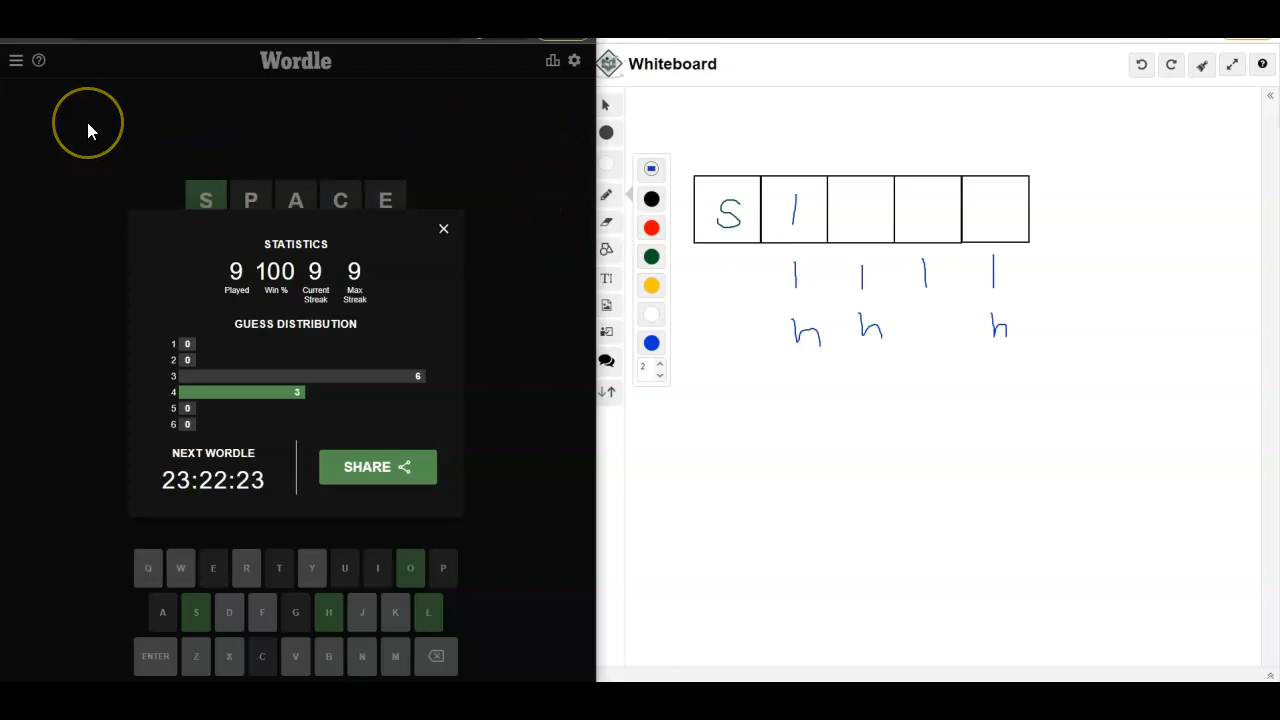 Wordle
Whiteboard
S P A C E
STATISTICS
9 100 9 9
Played Win % Current Streak Max Streak
GUESS DISTRIBUTION
1 0
2 0
3 6
4 3
5 0
6 0
NEXT WORDLE
23:22:23
SHARE
Q W E R T Y U I O P
A S D F G H J K L
ENTER Z X C V B N M
T
2
S l
l l l l
h h h